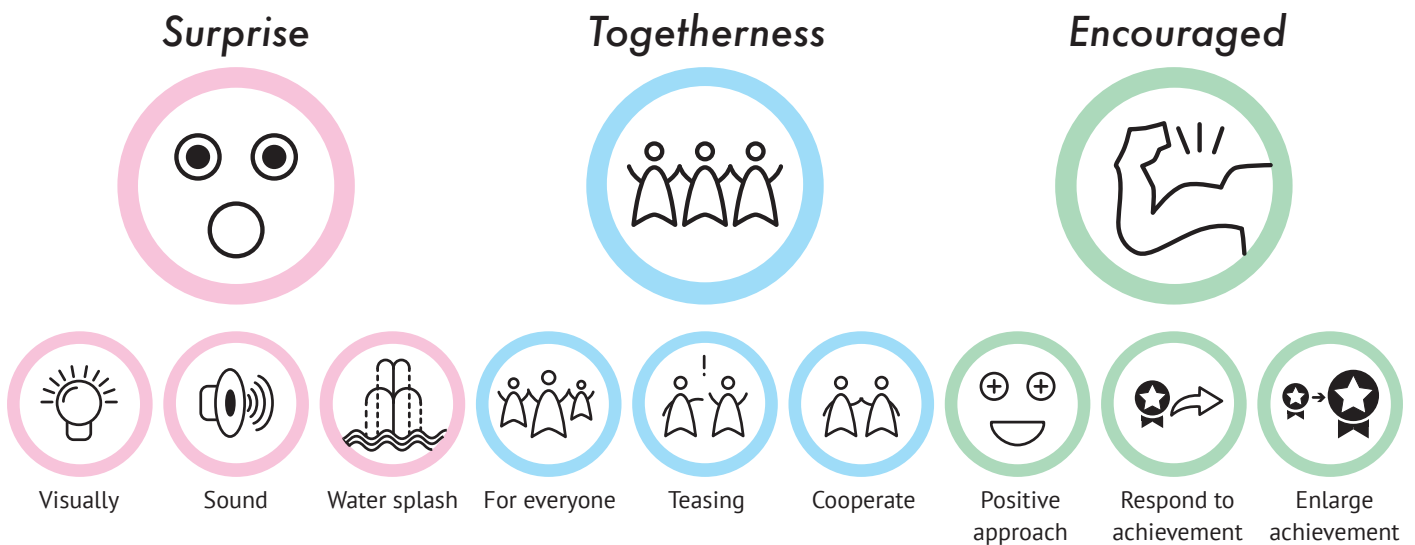 Surprise
Togetherness
Encouraged
Visually
Sound
Water splash
For everyone
Teasing
Cooperate
Positive
approach
Respond to
achievement
Enlarge
achievement